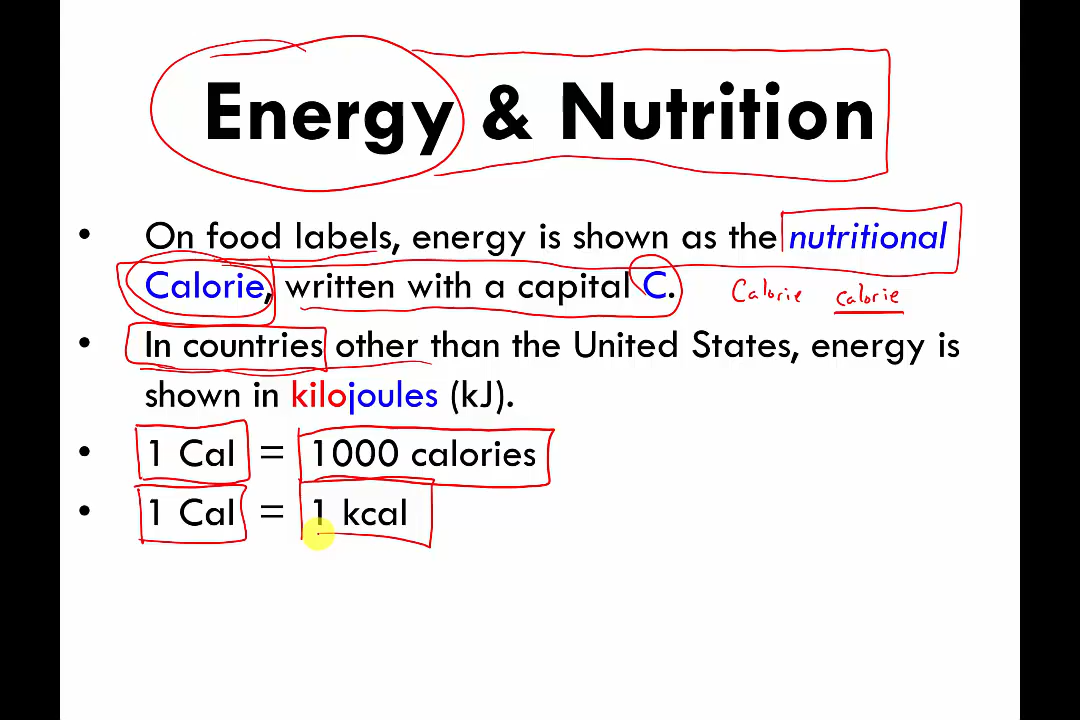 Energy & Nutrition
• On food labels, energy is shown as the nutritional
Calorie, written with a capital C.
Calorie calorie
• In countries other than the United States, energy is
shown in kilojoules (kJ).
• 1 Cal = 1000 calories
• 1 Cal = 1 kcal